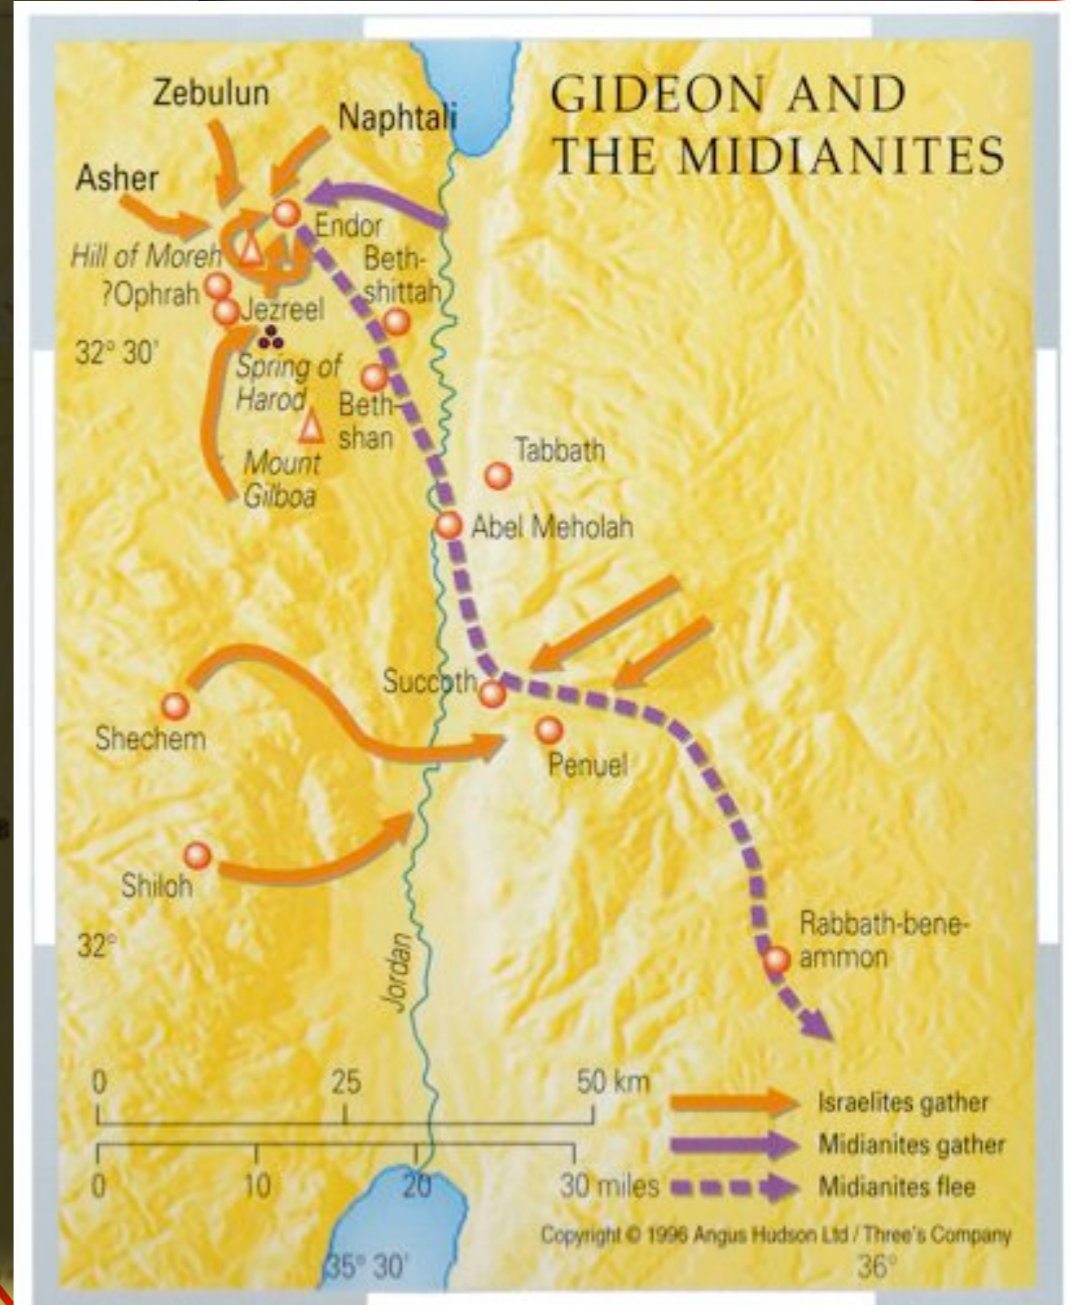 GIDEON AND
THE MIDIANITES
Zebulun
Naphtali
Asher
Endor
Hill of Moreh
Beth-
shittah
?Ophrah
Jezreel
32° 30'
Spring of
Harod
Beth-
shan
Mount
Gilboa
Tabbath
Abel Meholah
Succoth
Shechem
Penuel
Shiloh
Rabbath-bene-
ammon
32°
Jordan
0 25 50 km
0 10 20 30 miles
Israelites gather
Midianites gather
Midianites flee
Copyright © 1996 Angus Hudson Ltd / Three's Company
35° 30' 36°